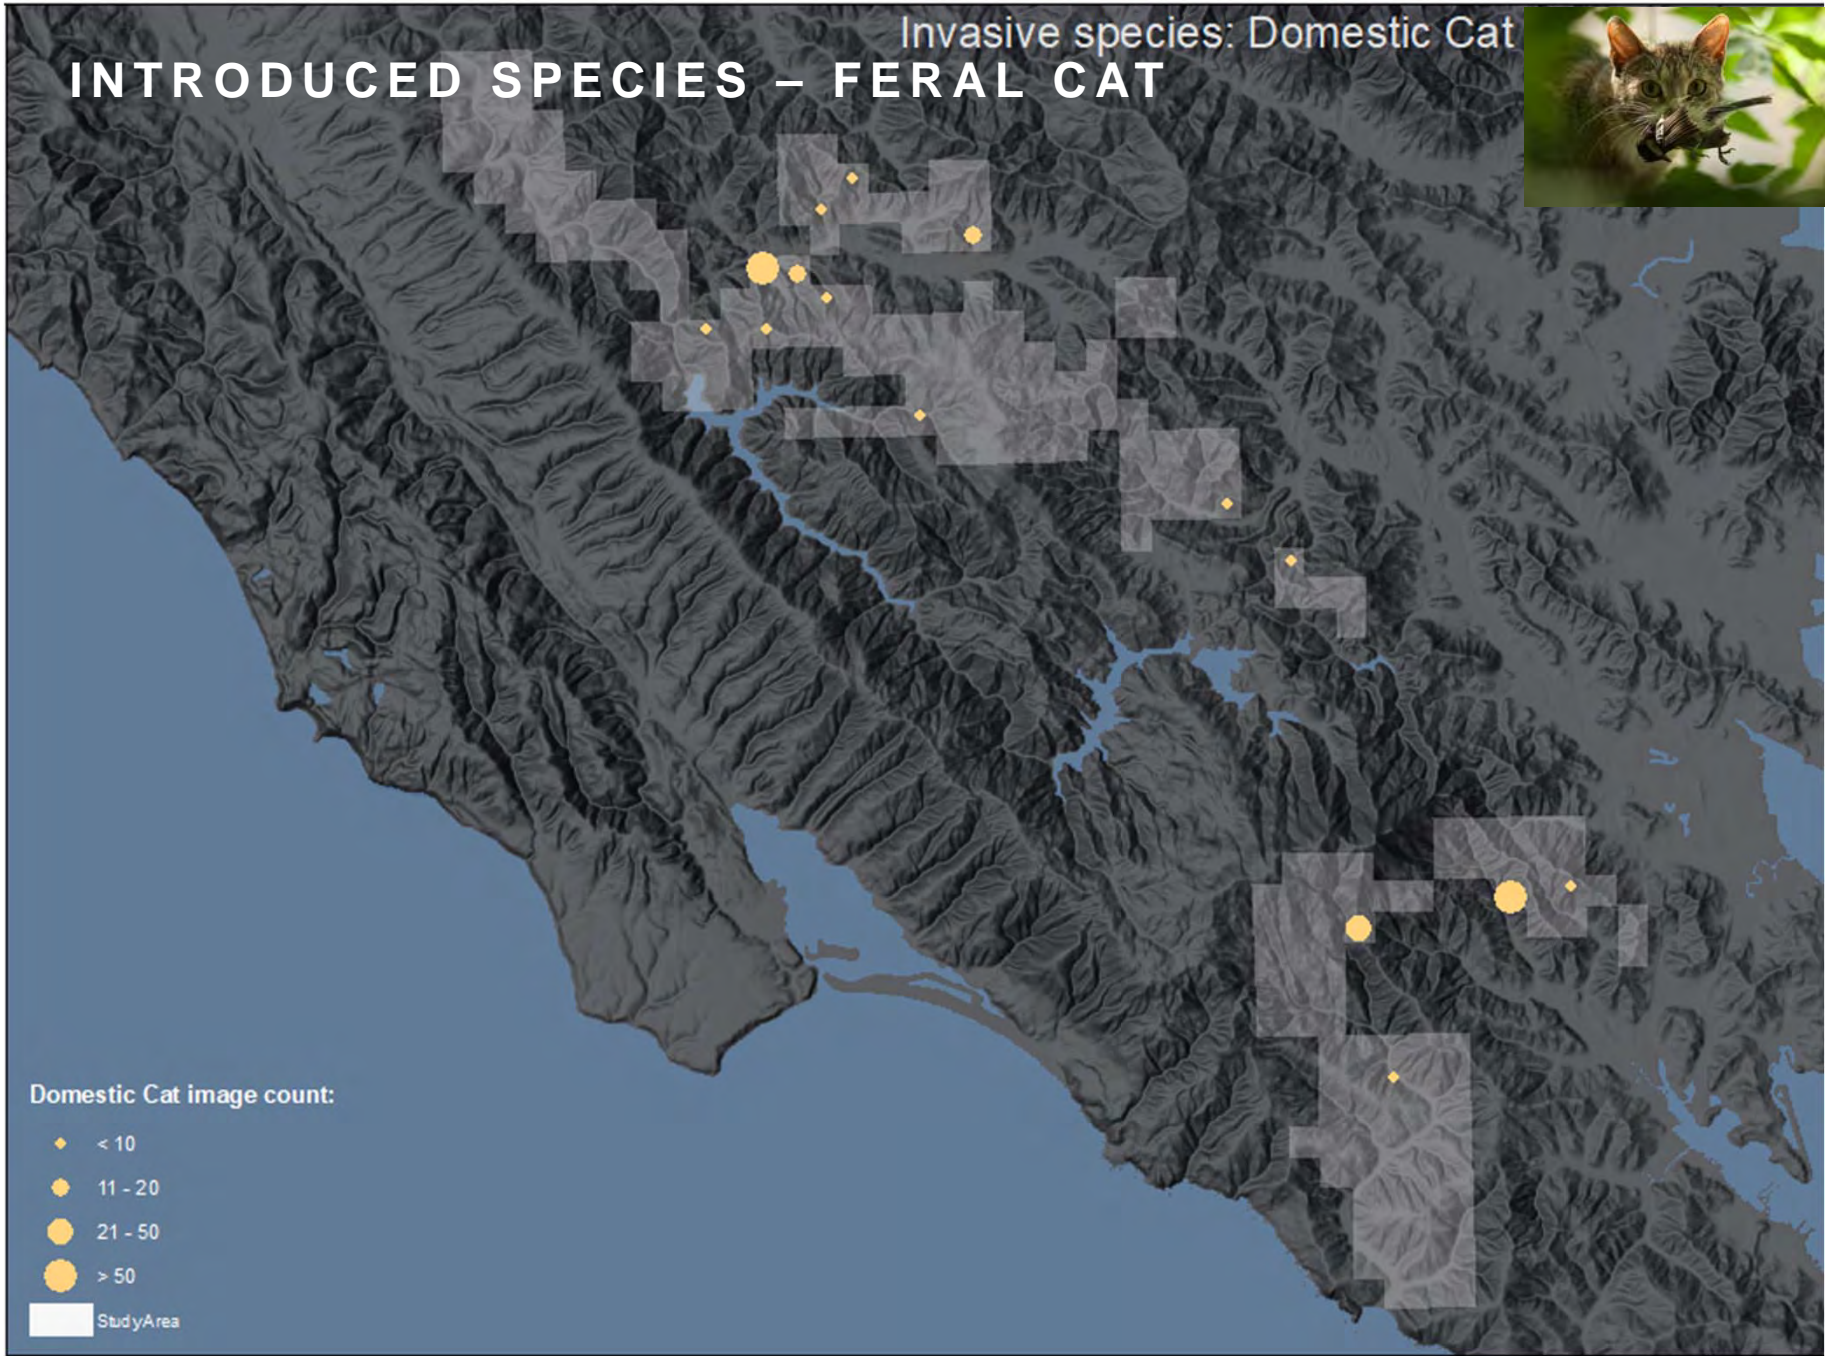 Invasive species: Domestic Cat
INTRODUCED SPECIES – FERAL CAT
Domestic Cat image count:
< 10
11 - 20
21 - 50
> 50
StudyArea